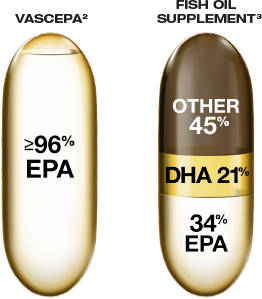 VASCEPA²
≥96%
EPA
FISH OIL
SUPPLEMENT³
OTHER
45%
DHA 21%
34%
EPA